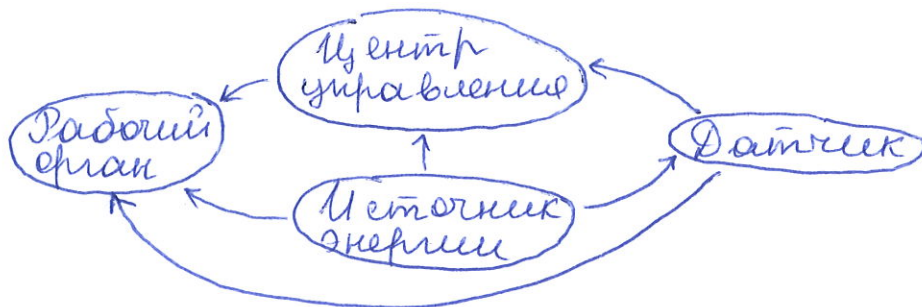 Центр
управления
Рабочий
орган
Датчик
Источник
энергии